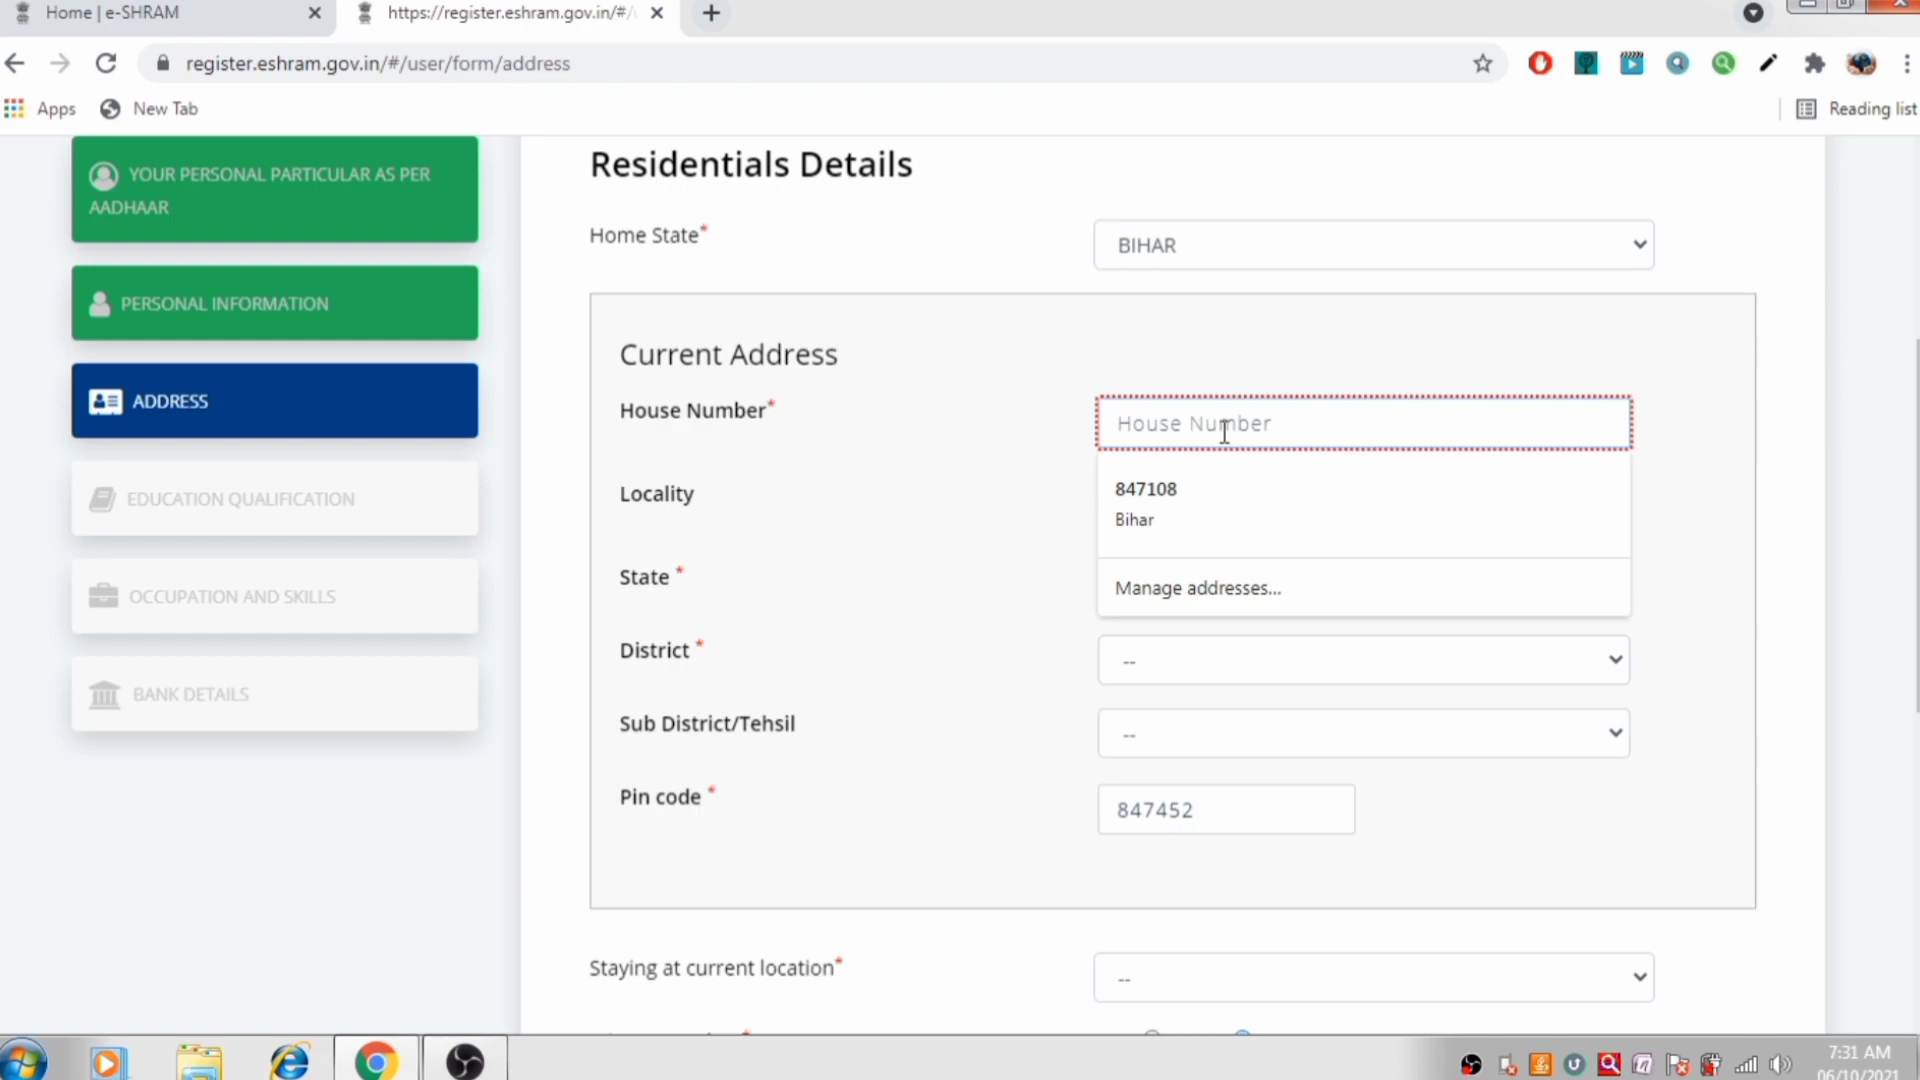 Home | e-SHRAM
https://register.eshram.gov.in/#/
register.eshram.gov.in/#/user/form/address
Apps
New Tab
Reading list
YOUR PERSONAL PARTICULAR AS PER
AADHAAR
PERSONAL INFORMATION
ADDRESS
EDUCATION QUALIFICATION
OCCUPATION AND SKILLS
BANK DETAILS
Residentials Details
Home State*
BIHAR
Current Address
House Number*
House Number
847108
Bihar
Manage addresses...
Locality
State *
District *
--
Sub District/Tehsil
--
Pin code *
847452
Staying at current location*
--
7:31 AM
06/10/2021